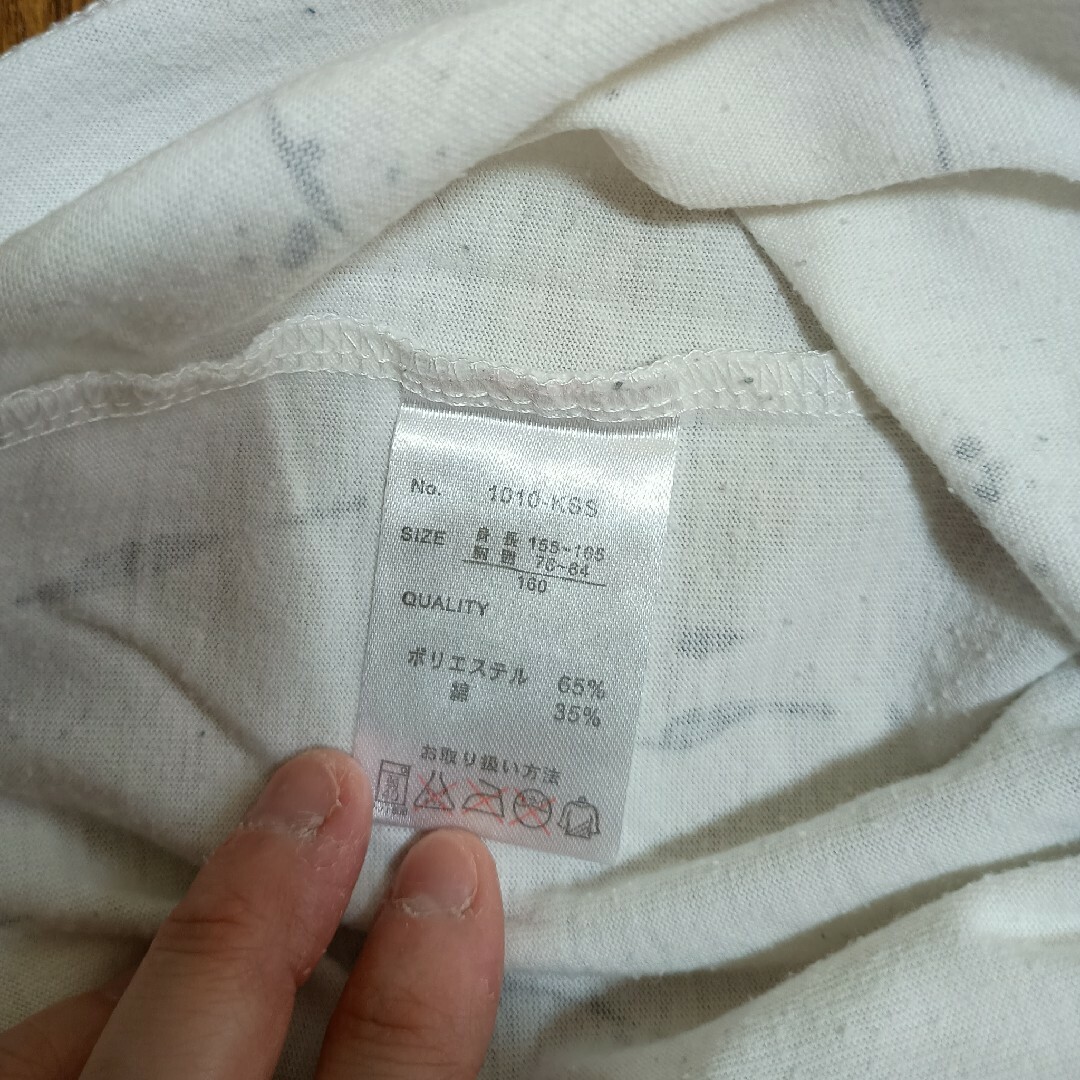 No. 1010-KSS
SIZE 身長 155~165
胸囲 76~84
160
QUALITY
ポリエステル 65%
綿 35%
お取り扱い方法